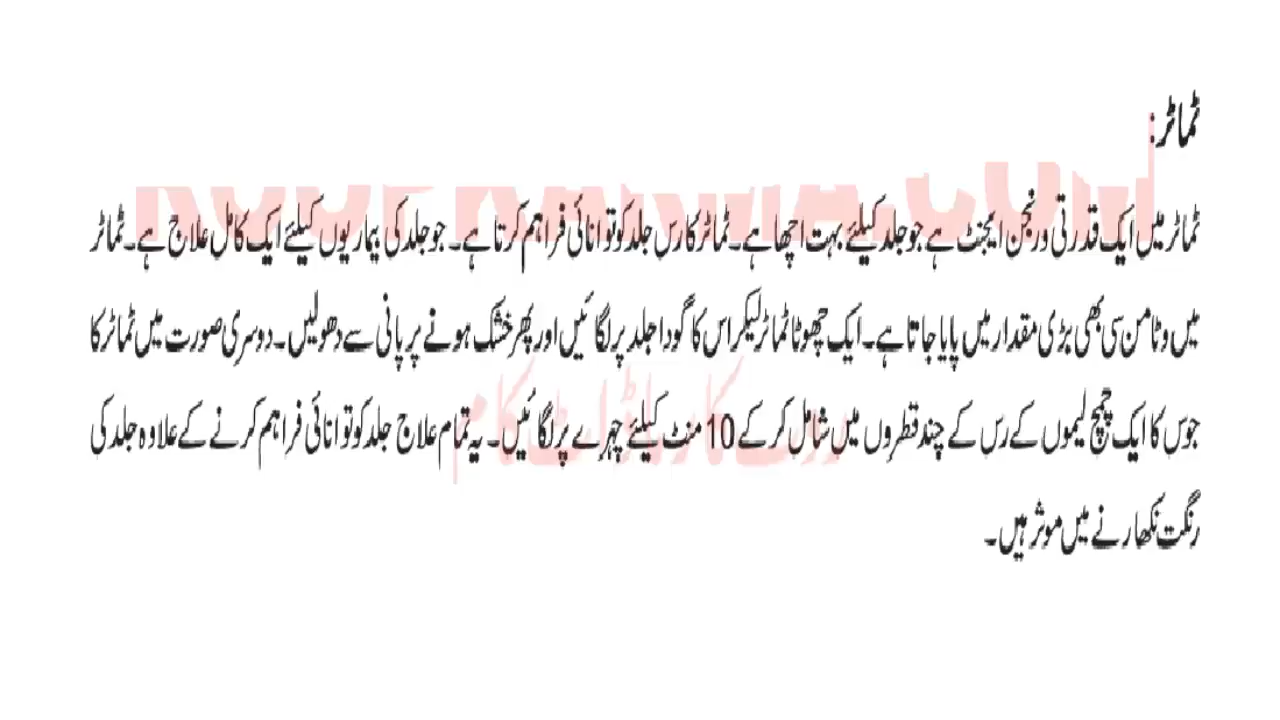 ٹماٹر:
ٹماٹر میں ایک قدرتی ورنجن ایجنٹ ہے جو جلد کیلئے بہت اچھا ہے۔ ٹماٹر کا رس جلد کو توانائی فراہم کرتا ہے۔ جو جلد کی بیماریوں کیلئے ایک کامل علاج ہے۔ ٹماٹر
میں وٹامن سی بھی بڑی مقدار میں پایا جاتا ہے۔ ایک چھوٹا ٹماٹر لیکر اس کا گودا جلد پر لگائیں اور پھر خشک ہونے پر پانی سے دھولیں۔ دوسری صورت میں ٹماٹر کا
جوس کا ایک چمچ لیموں کے رس کے چند قطروں میں شامل کر کے 10 منٹ کیلئے چہرے پر لگائیں۔ یہ تمام علاج جلد کو توانائی فراہم کرنے کے علاوہ جلد کی
رنگت نکھارنے میں موثر ہیں۔